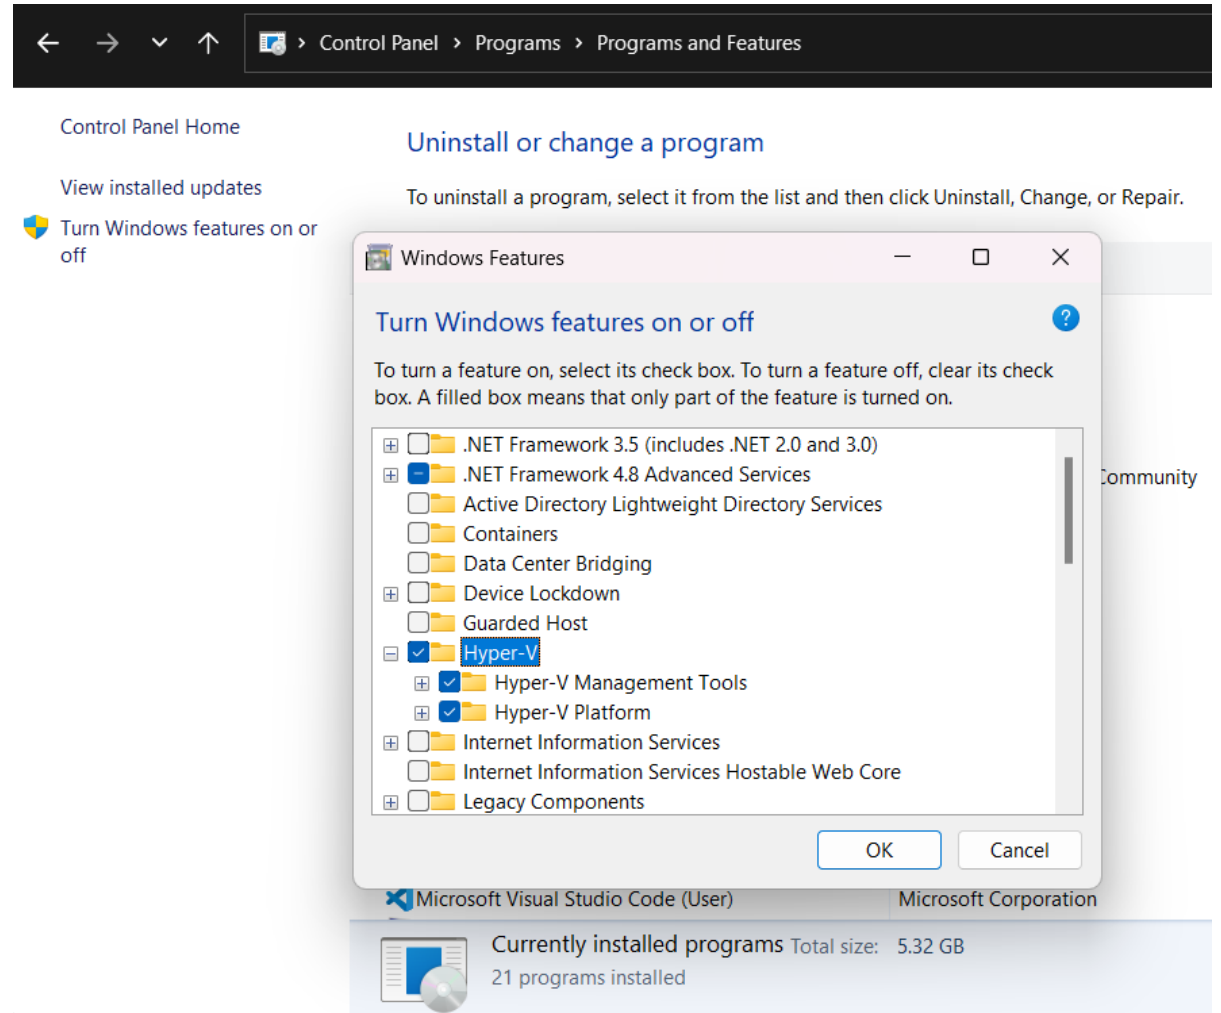 Control Panel > Programs > Programs and Features
Control Panel Home
View installed updates
Turn Windows features on or
off
Uninstall or change a program
To uninstall a program, select it from the list and then click Uninstall, Change, or Repair.
Windows Features
Turn Windows features on or off
To turn a feature on, select its check box. To turn a feature off, clear its check
box. A filled box means that only part of the feature is turned on.
.NET Framework 3.5 (includes .NET 2.0 and 3.0)
.NET Framework 4.8 Advanced Services
Active Directory Lightweight Directory Services
Containers
Data Center Bridging
Device Lockdown
Guarded Host
Hyper-V
Hyper-V Management Tools
Hyper-V Platform
Internet Information Services
Internet Information Services Hostable Web Core
Legacy Components
OK Cancel
Community
Microsoft Visual Studio Code (User) Microsoft Corporation
Currently installed programs Total size: 5.32 GB
21 programs installed